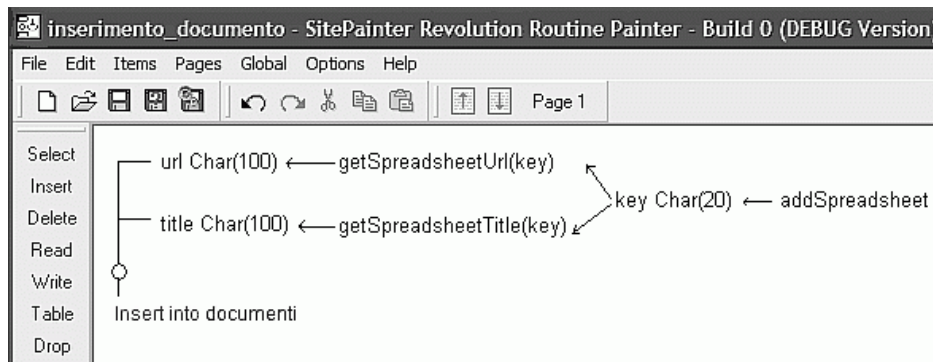 inserimento_documento - SitePainter Revolution Routine Painter - Build 0 (DEBUG Version)
File Edit Items Pages Global Options Help
Page 1
Select
Insert
Delete
Read
Write
Table
Drop
url Char(100) getSpreadsheetUrl(key)
key Char(20) addSpreadsheet
title Char(100) getSpreadsheetTitle(key)
Insert into documenti